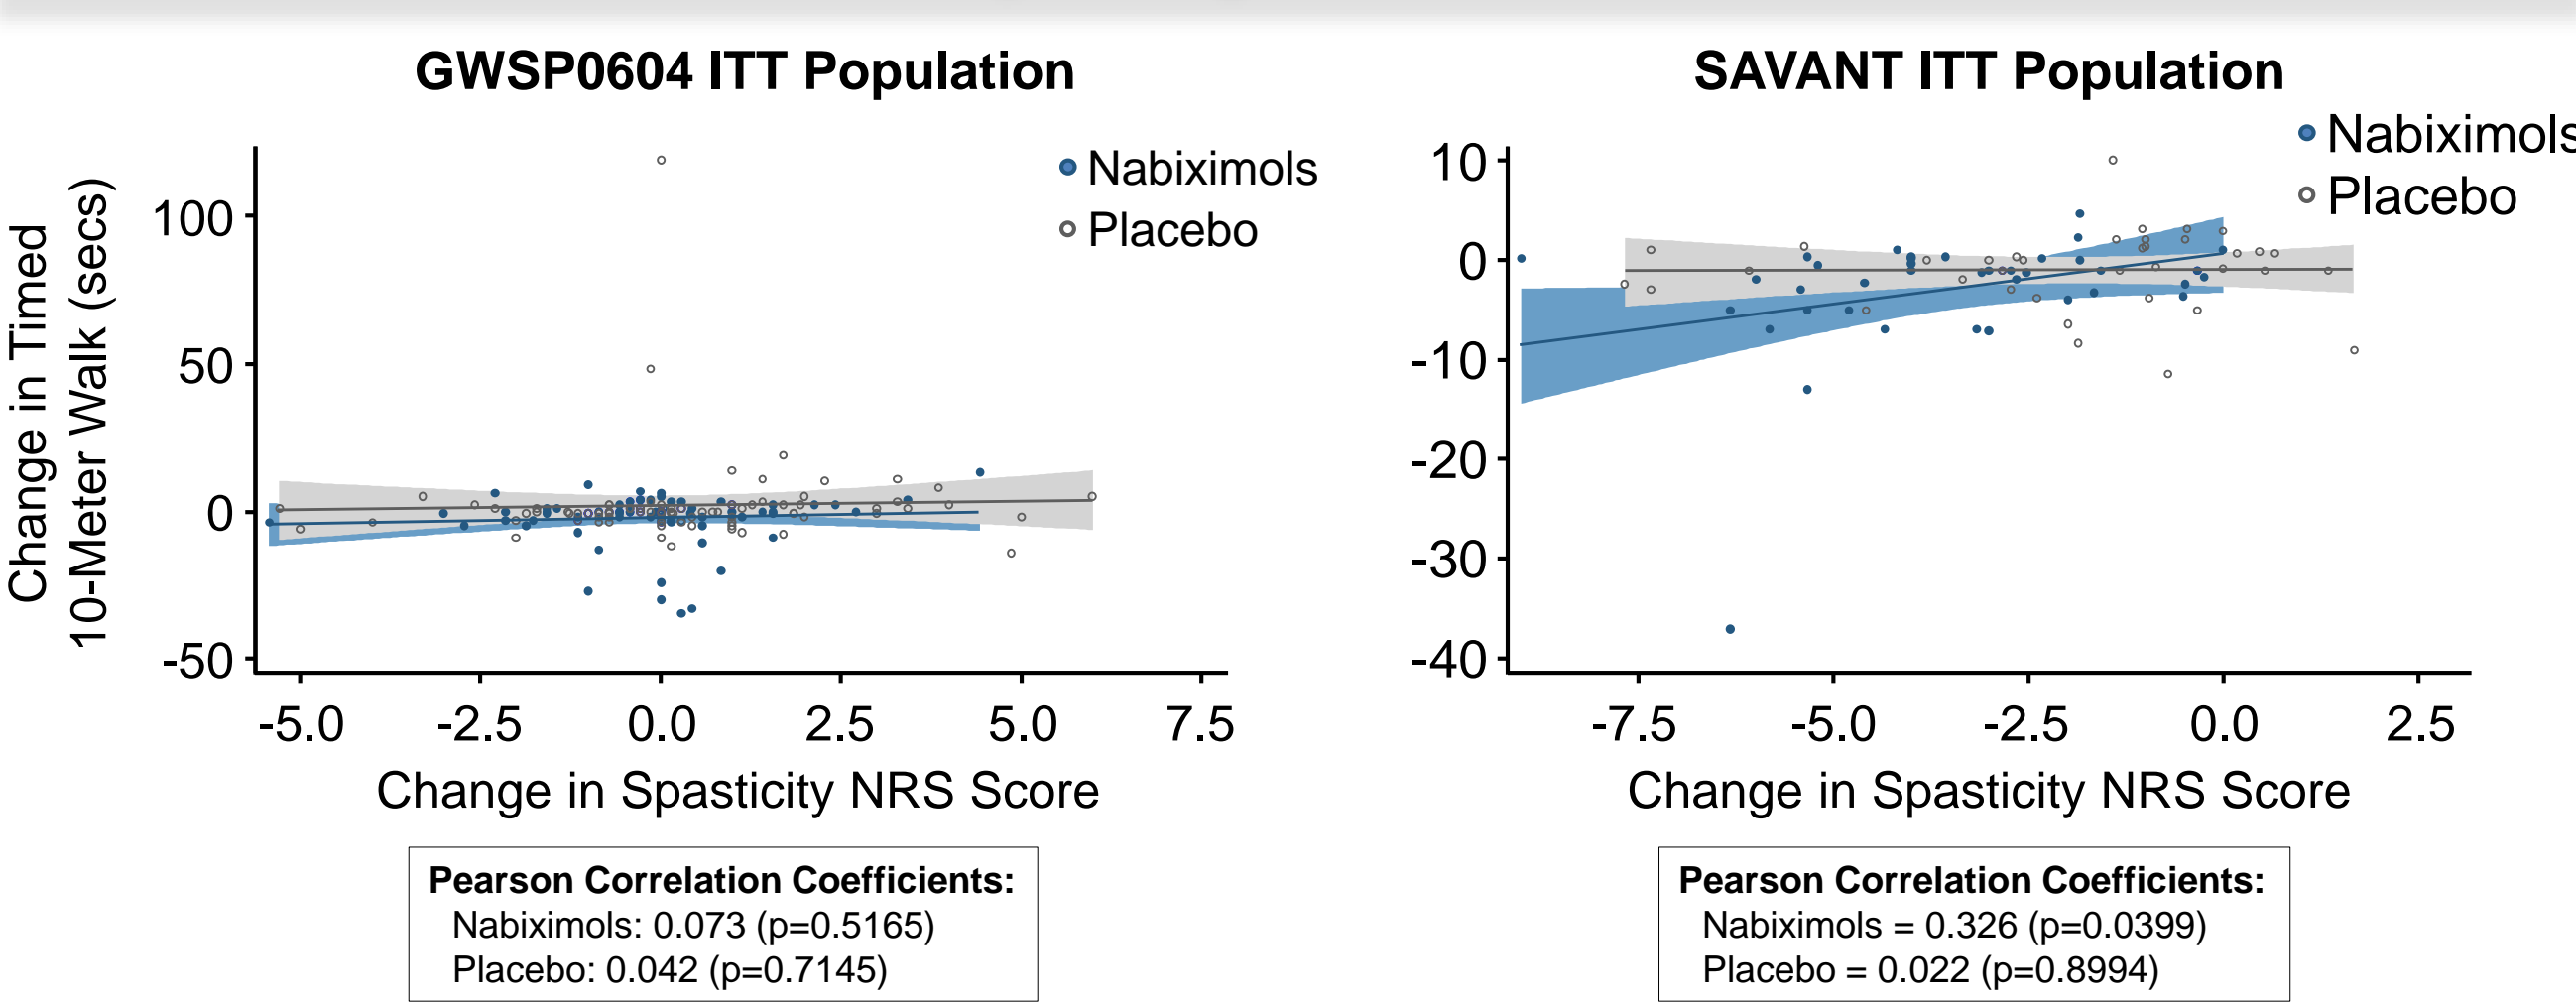 GWSP0604 ITT Population
Change in Timed
10-Meter Walk (secs)
100
50
0
-50
Nabiximols
Placebo
-5.0 -2.5 0.0 2.5 5.0 7.5
Change in Spasticity NRS Score
Pearson Correlation Coefficients:
Nabiximols: 0.073 (p=0.5165)
Placebo: 0.042 (p=0.7145)
SAVANT ITT Population
10
0
-10
-20
-30
-40
Nabiximols
Placebo
-7.5 -5.0 -2.5 0.0 2.5
Change in Spasticity NRS Score
Pearson Correlation Coefficients:
Nabiximols = 0.326 (p=0.0399)
Placebo = 0.022 (p=0.8994)